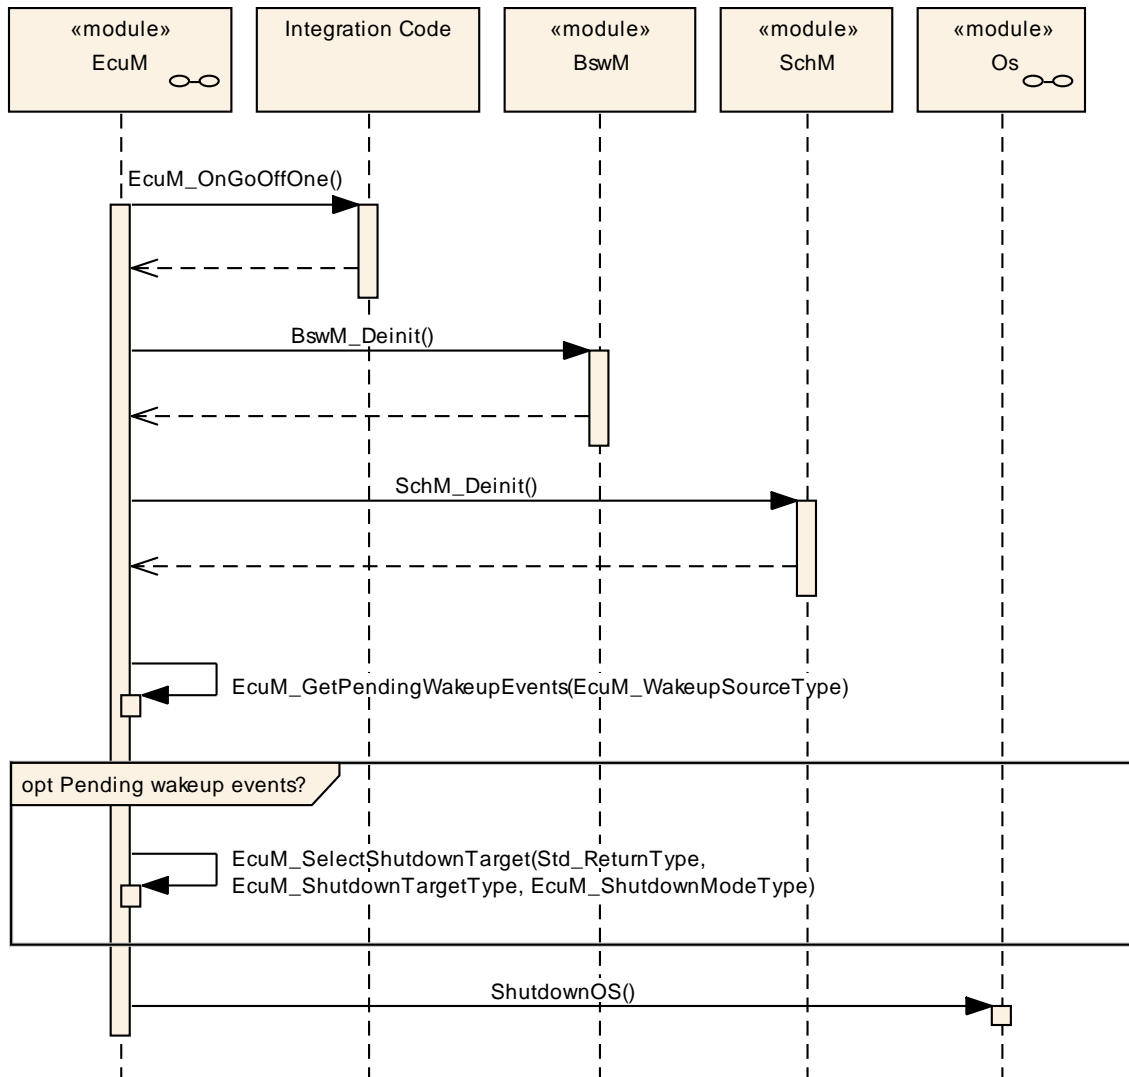 «module»
EcuM
Integration Code
«module»
BswM
«module»
SchM
«module»
Os
EcuM_OnGoOffOne()
BswM_Deinit()
SchM_Deinit()
EcuM_GetPendingWakeupEvents(EcuM_WakeupSourceType)
opt Pending wakeup events?
EcuM_SelectShutdownTarget(Std_ReturnType,
EcuM_ShutdownTargetType, EcuM_ShutdownModeType)
ShutdownOS()